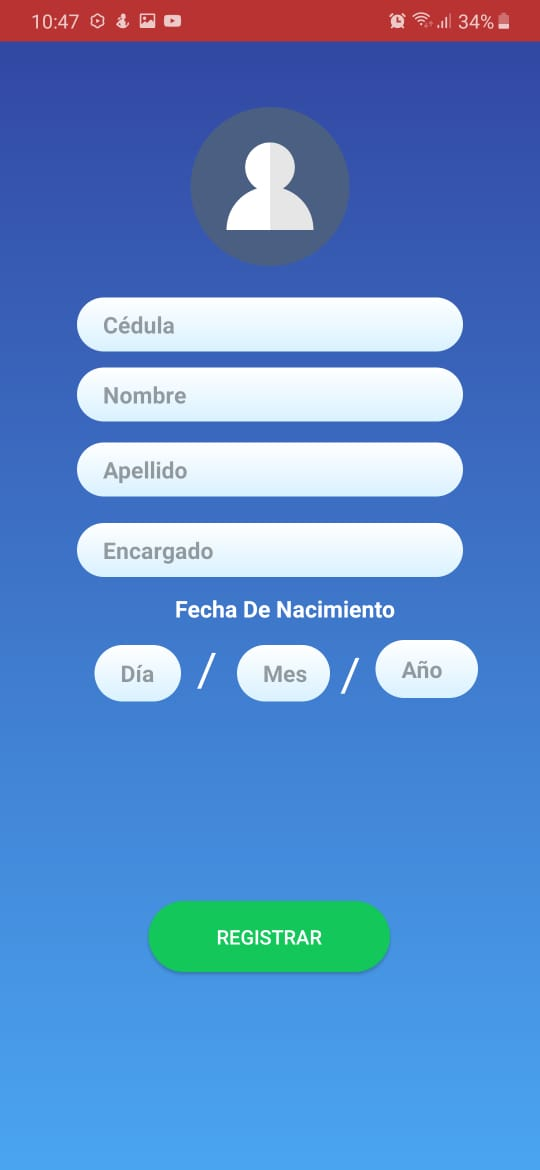 10:47 34%
Cédula
Nombre
Apellido
Encargado
Fecha De Nacimiento
Día / Mes / Año
REGISTRAR